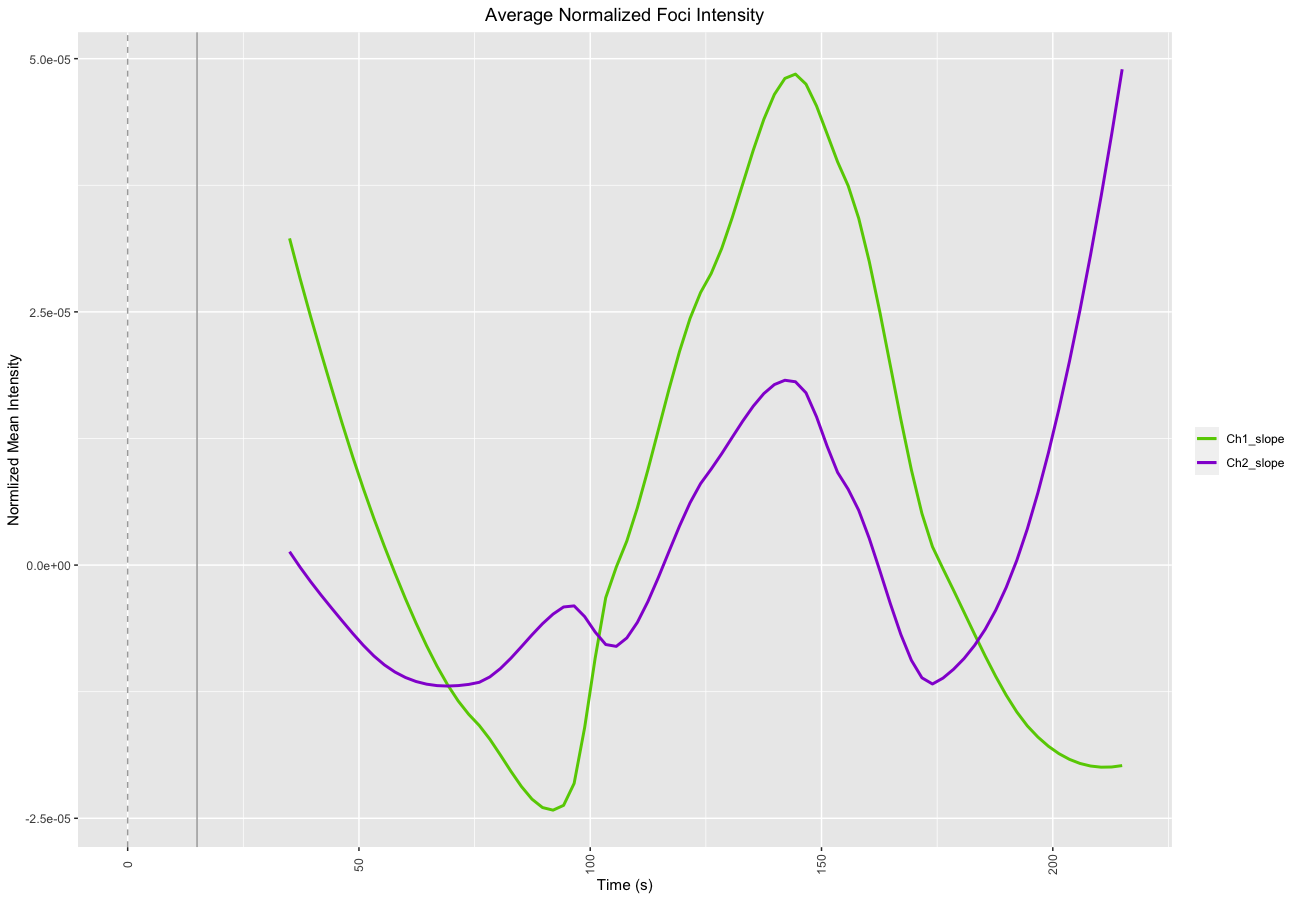 Average Normalized Foci Intensity
Normlized Mean Intensity
5.0e-05
2.5e-05
0.0e+00
-2.5e-05
0
50
100
150
200
Time (s)
Ch1_slope
Ch2_slope